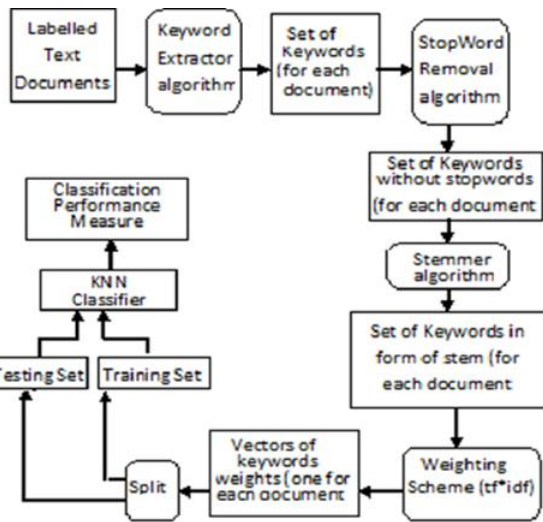 Labelled
Text
Documents
Keyword
Extractor
algorithm
Set of
Keywords
(for each
document)
StopWord
Removal
algorithm
Set of Keywords
without stopwords
(for each document
Stemmer
algorithm
Set of Keywords in
form of stem (for
each document
Weighting
Scheme (tf*idf)
Vectors of
keywords
weights (one for
each document
Split
Testing Set
Training Set
KNN
Classifier
Classification
Performance
Measure